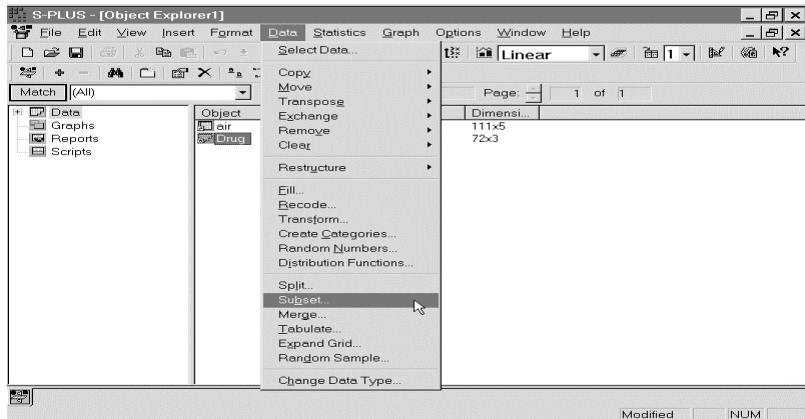 S-PLUS - [Object Explorer1]
File Edit View Insert Format Data Statistics Graph Options Window Help
Linear 1
Match (All) Page: 1 of 1
Data
Graphs
Reports
Scripts
Object Dimensi...
air 111x5
Drug 72x3
Select Data...
Copy
Move
Transpose
Exchange
Remove
Clear
Restructure
Fill...
Recode...
Transform...
Create Categories...
Random Numbers...
Distribution Functions...
Split...
Subset...
Merge...
Tabulate...
Expand Grid...
Random Sample...
Change Data Type...
Modified NUM